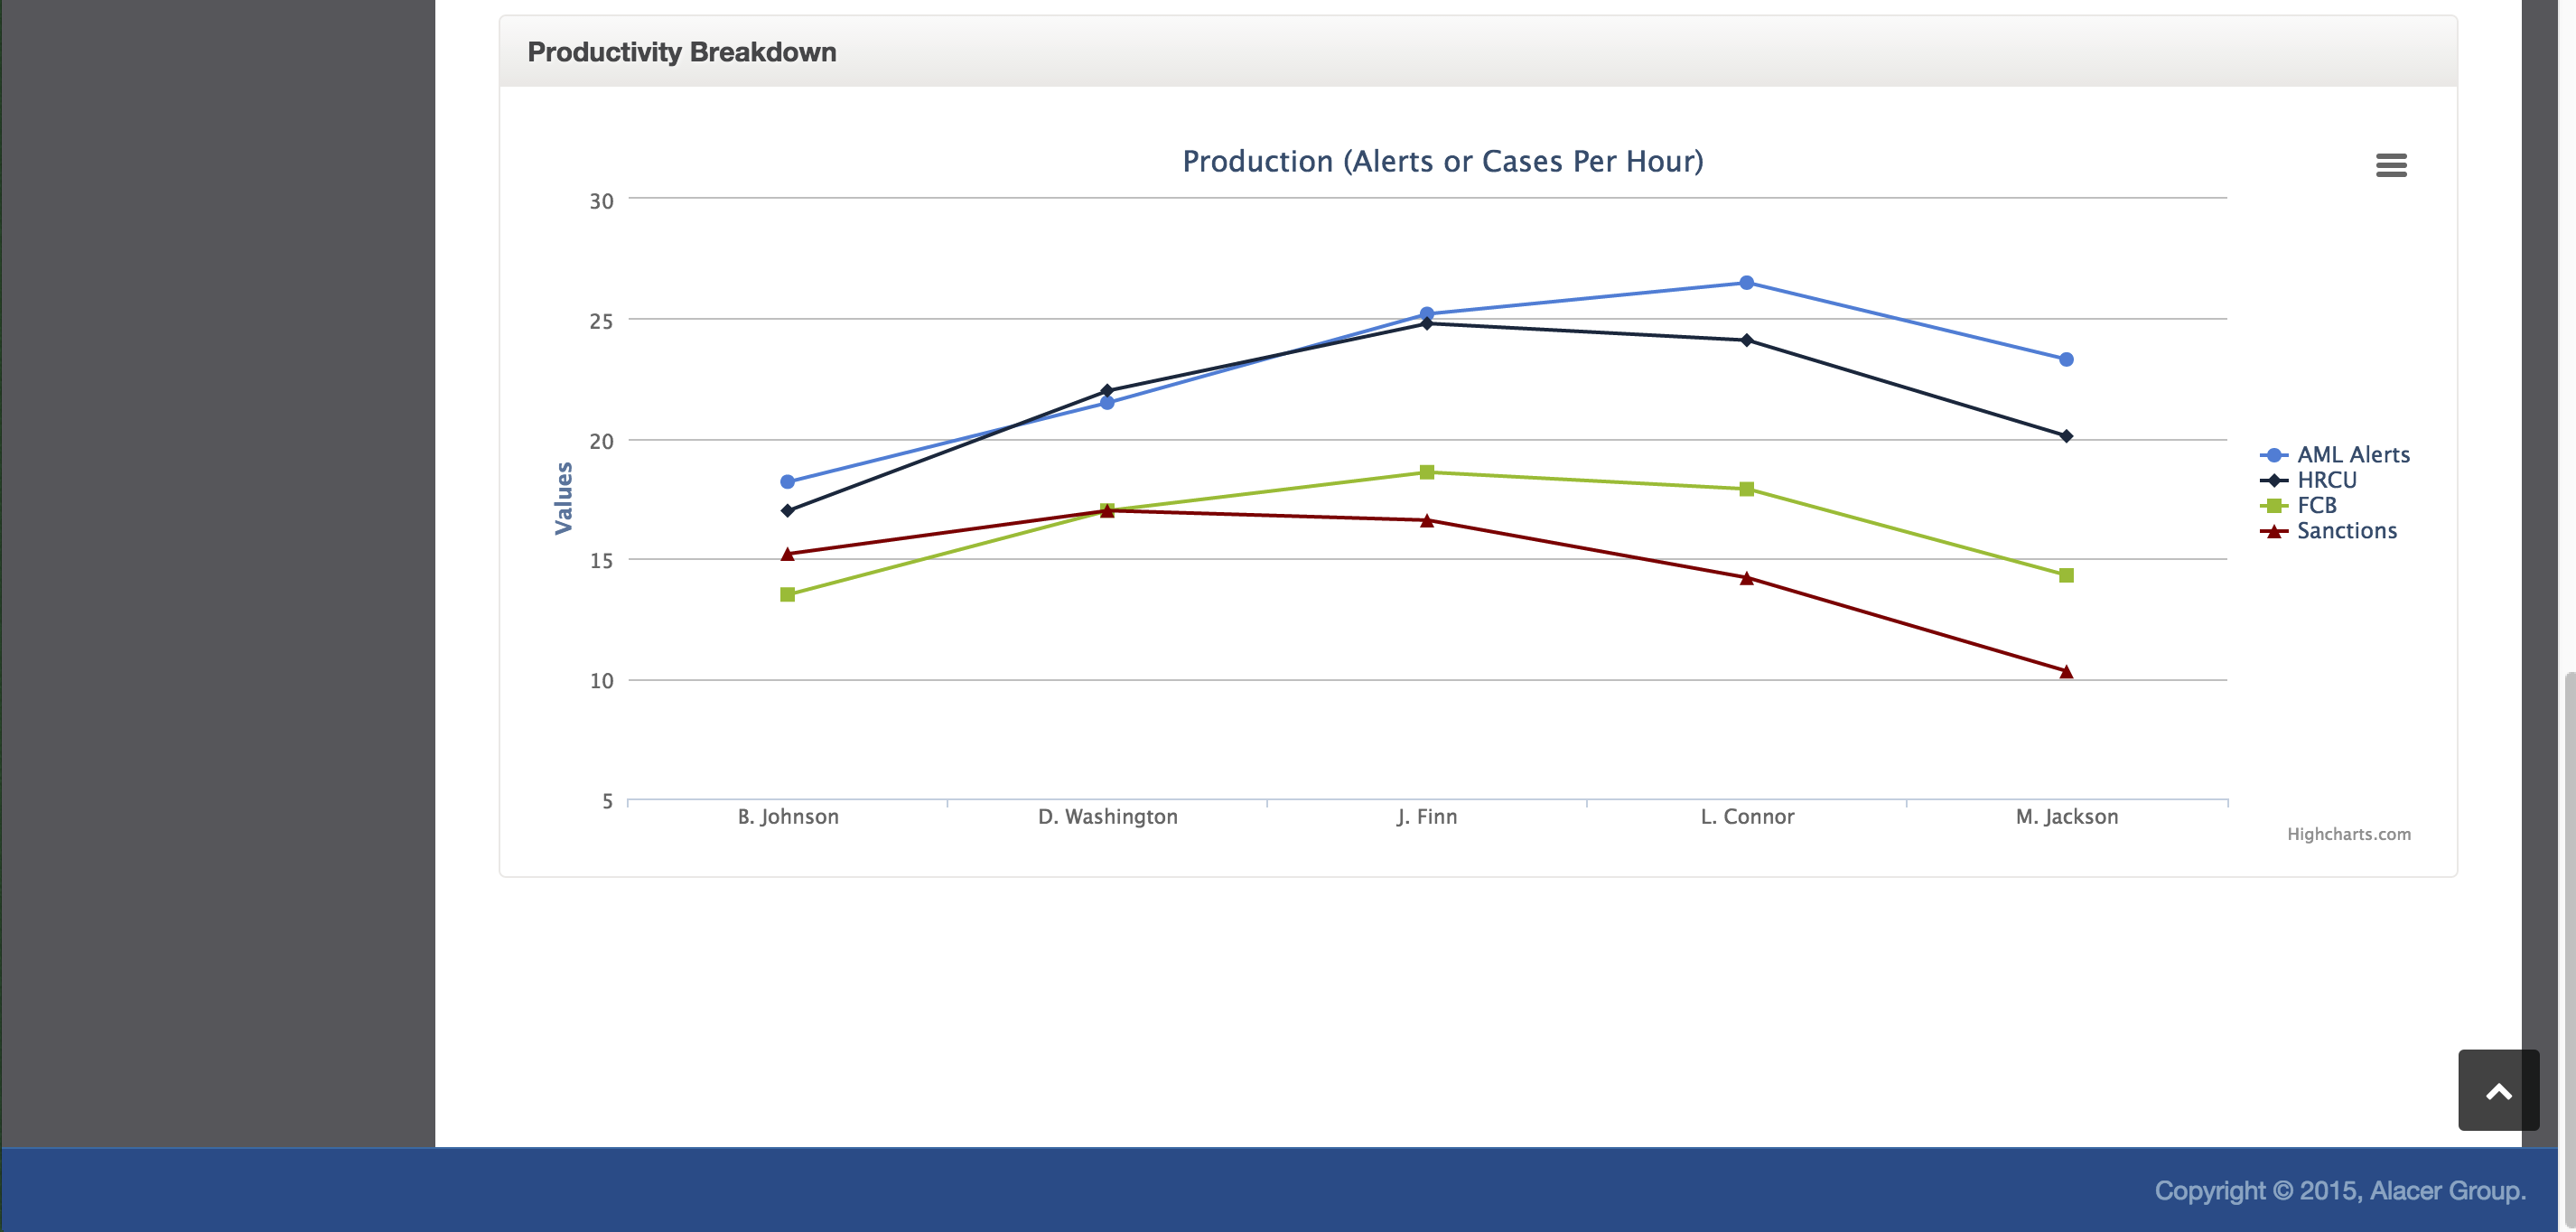 Productivity Breakdown
Production (Alerts or Cases Per Hour)
30
25
20
15
10
5
Values
B. Johnson
D. Washington
J. Finn
L. Connor
M. Jackson
AML Alerts
HRCU
FCB
Sanctions
Highcharts.com
Copyright © 2015, Alacer Group.